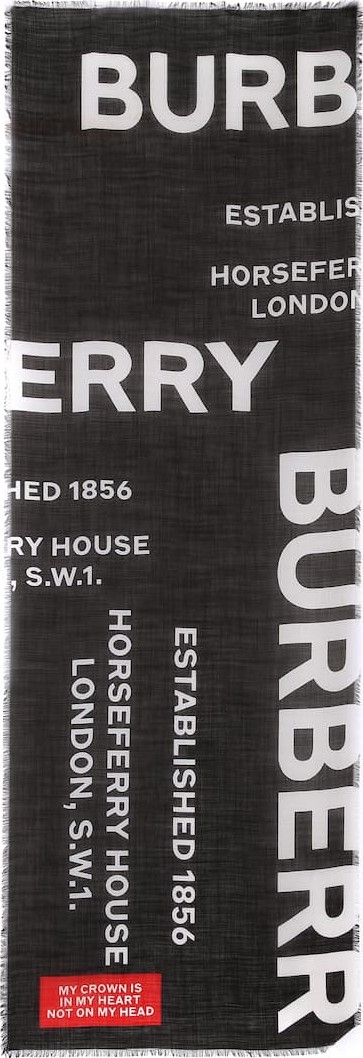 BURB
ESTABLIS
HORSEFER
LONDON
ERRY
HED 1856
RY HOUSE
, S.W.1.
BURBERR
ESTABLISHED 1856
HORSEFERRY HOUSE
LONDON, S.W.1.
MY CROWN IS
IN MY HEART
NOT ON MY HEAD